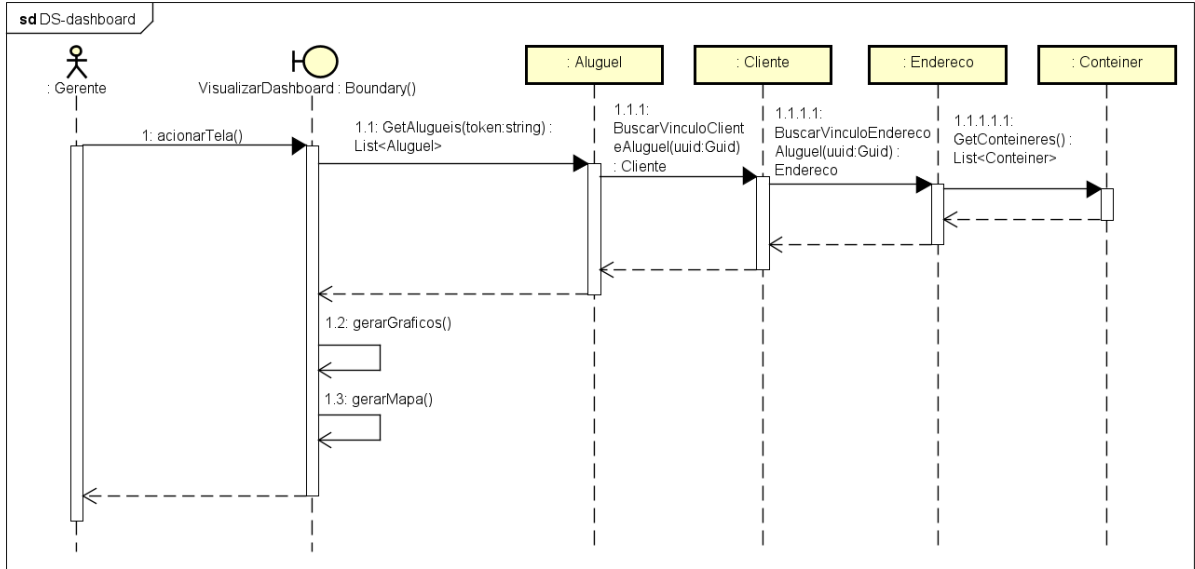 sd DS-dashboard
: Gerente
VisualizarDashboard : Boundary()
: Aluguel
: Cliente
: Endereco
: Conteiner
1: acionarTela()
1.1: GetAlugueis(token:string) :
List<Aluguel>
1.1.1:
BuscarVinculoClient
eAluguel(uuid:Guid)
: Cliente
1.1.1.1:
BuscarVinculoEndereco
Aluguel(uuid:Guid) :
Endereco
1.1.1.1.1:
GetConteineres() :
List<Conteiner>
1.2: gerarGraficos()
1.3: gerarMapa()